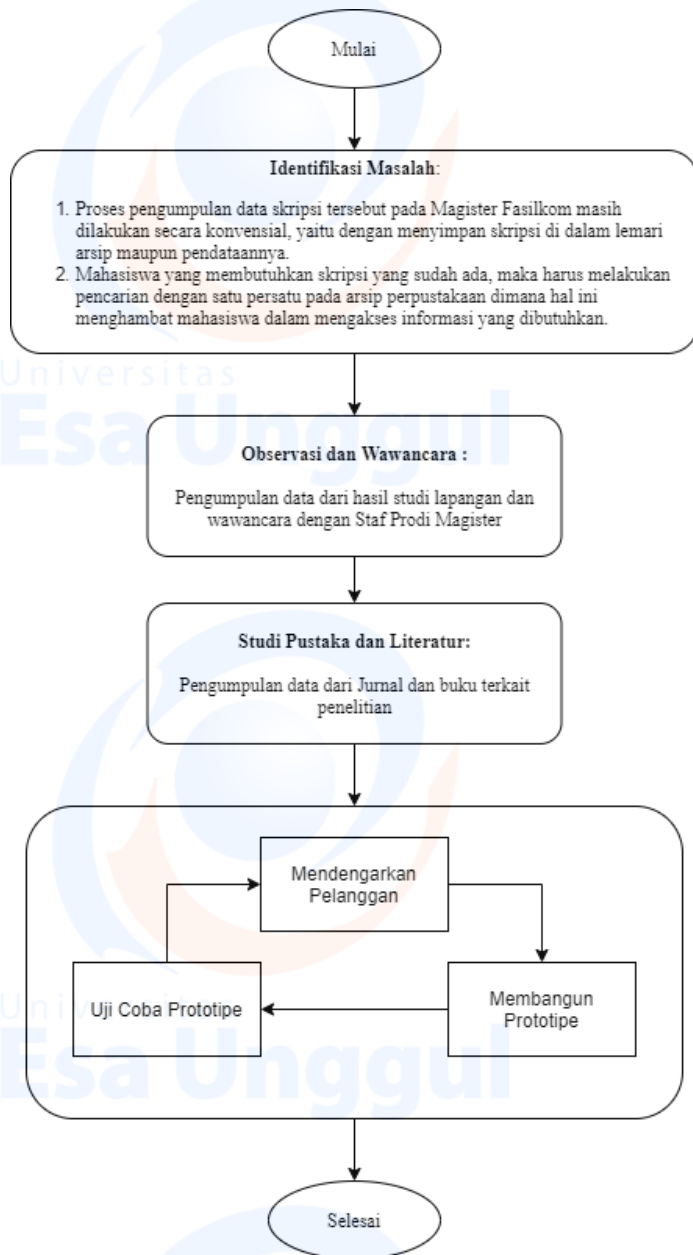 Mulai
Identifikasi Masalah:
1. Proses pengumpulan data skripsi tersebut pada Magister Fasilkom masih
dilakukan secara konvensial, yaitu dengan menyimpan skripsi di dalam lemari
arsip maupun pendataannya.
2. Mahasiswa yang membutuhkan skripsi yang sudah ada, maka harus melakukan
pencarian dengan satu persatu pada arsip perpustakaan dimana hal ini
menghambat mahasiswa dalam mengakses informasi yang dibutuhkan.
Universitas
Esa Unggul
Observasi dan Wawancara :
Pengumpulan data dari hasil studi lapangan dan
wawancara dengan Staf Prodi Magister
Studi Pustaka dan Literatur:
Pengumpulan data dari Jurnal dan buku terkait
penelitian
Mendengarkan
Pelanggan
Uji Coba Prototipe
Membangun
Prototipe
Universitas
Esa Unggul
Selesai